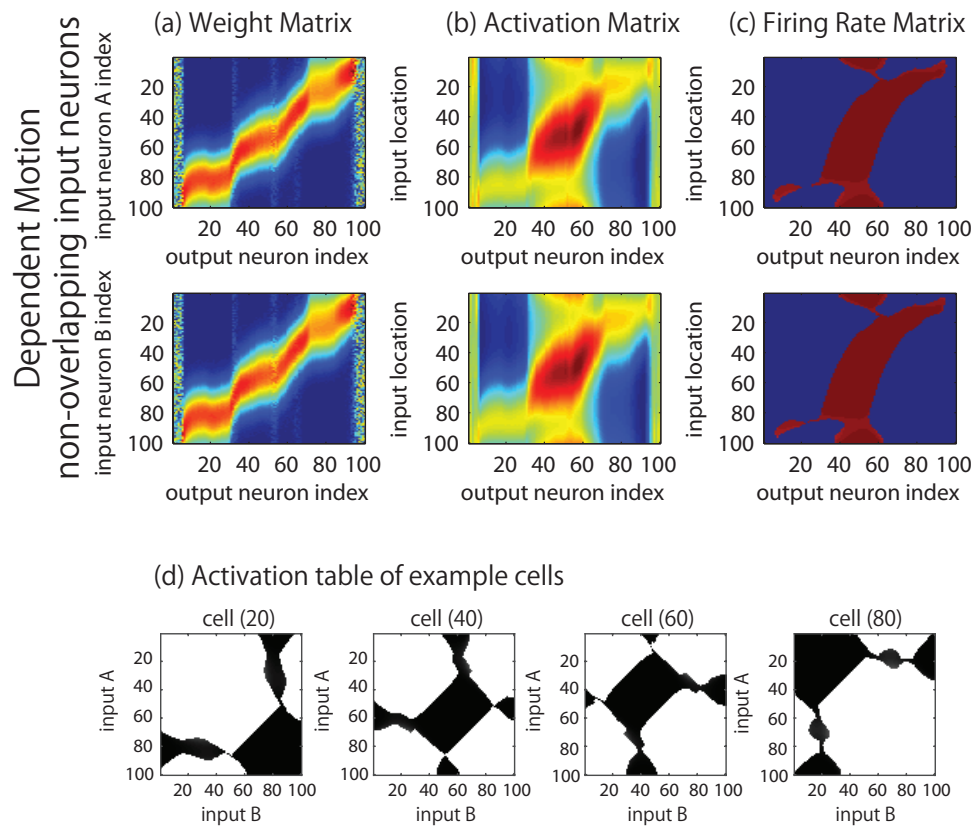 Dependent Motion
non-overlapping input neurons
(a) Weight Matrix
(b) Activation Matrix
(c) Firing Rate Matrix
input neuron A index
20
40
60
80
100
20 40 60 80 100
output neuron index
input location
20
40
60
80
100
20 40 60 80 100
output neuron index
input location
20
40
60
80
100
20 40 60 80 100
output neuron index
input neuron B index
20
40
60
80
100
20 40 60 80 100
output neuron index
input location
20
40
60
80
100
20 40 60 80 100
output neuron index
input location
20
40
60
80
100
20 40 60 80 100
output neuron index
(d) Activation table of example cells
cell (20)
input A
20
40
60
80
100
20 40 60 80 100
input B
cell (40)
input A
20
40
60
80
100
20 40 60 80 100
input B
cell (60)
input A
20
40
60
80
100
20 40 60 80 100
input B
cell (80)
input A
20
40
60
80
100
20 40 60 80 100
input B